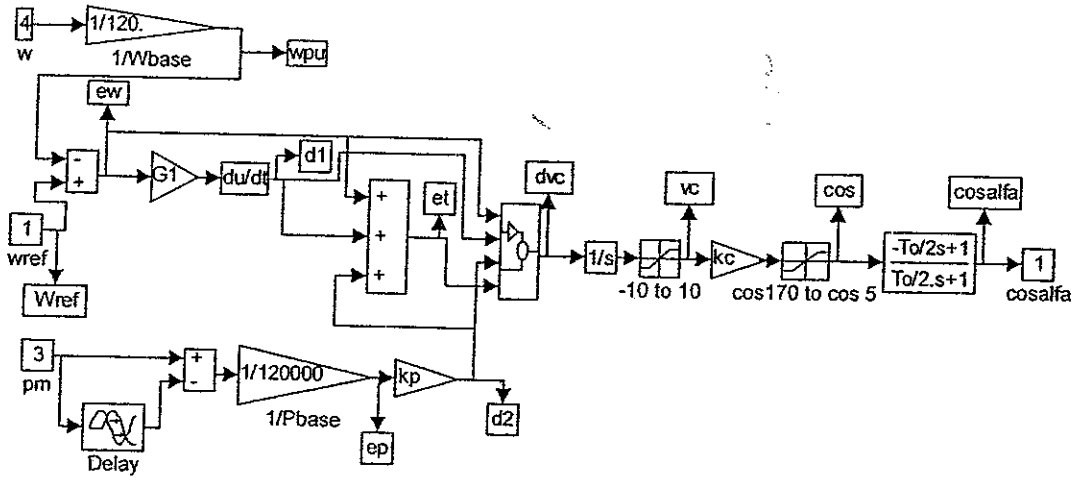 4
w
1/120.
1/Wbase
wpu
ew
-
+
G1
du/dt
d1
1
wref
Wref
+
+
+
et
dvc
1/s
-10 to 10
vc
kc
cos170 to cos 5
cos
-To/2s+1
To/2.s+1
cosalfa
1
cosalfa
3
pm
+
-
Delay
1/120000
1/Pbase
kp
ep
d2